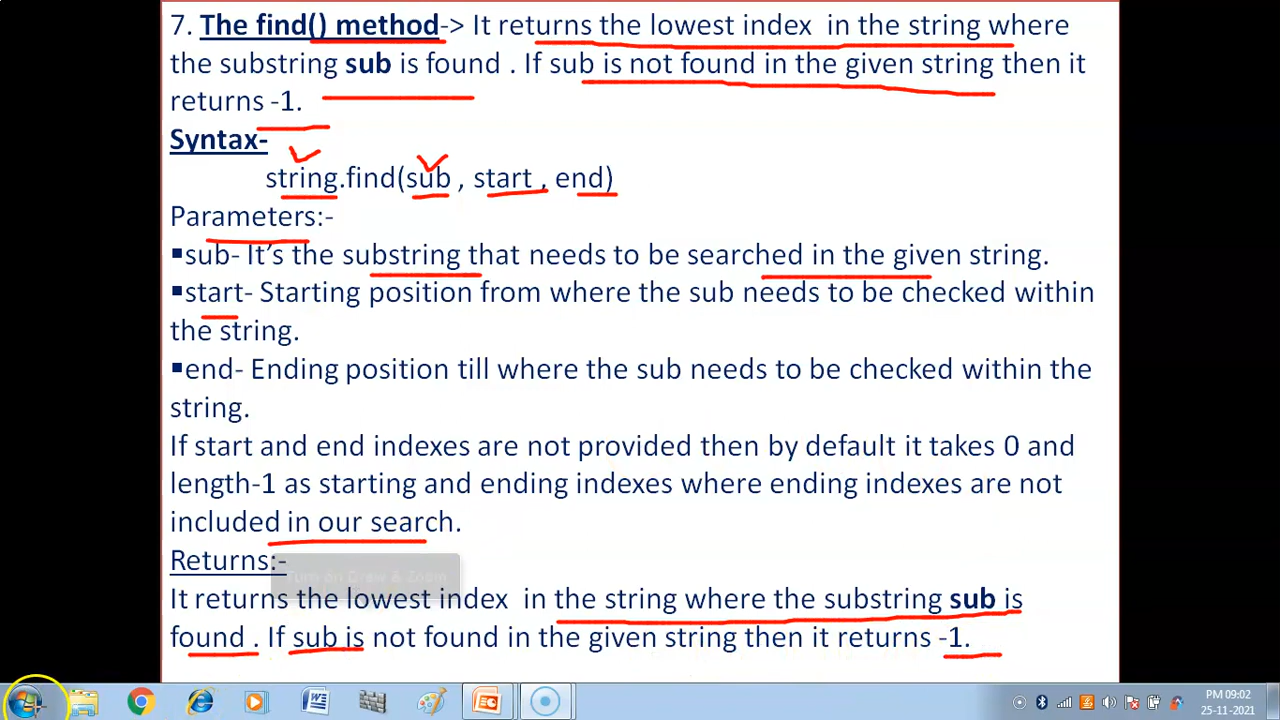 7. The find() method-> It returns the lowest index in the string where
the substring sub is found . If sub is not found in the given string then it
returns -1.
Syntax-
string.find(sub , start , end)
Parameters:-
▪sub- It's the substring that needs to be searched in the given string.
▪start- Starting position from where the sub needs to be checked within
the string.
▪end- Ending position till where the sub needs to be checked within the
string.
If start and end indexes are not provided then by default it takes 0 and
length-1 as starting and ending indexes where ending indexes are not
included in our search.
Returns:-
Turn on Draw & Zoom
It returns the lowest index in the string where the substring sub is
found . If sub is not found in the given string then it returns -1.
PM 09:02
25-11-2021